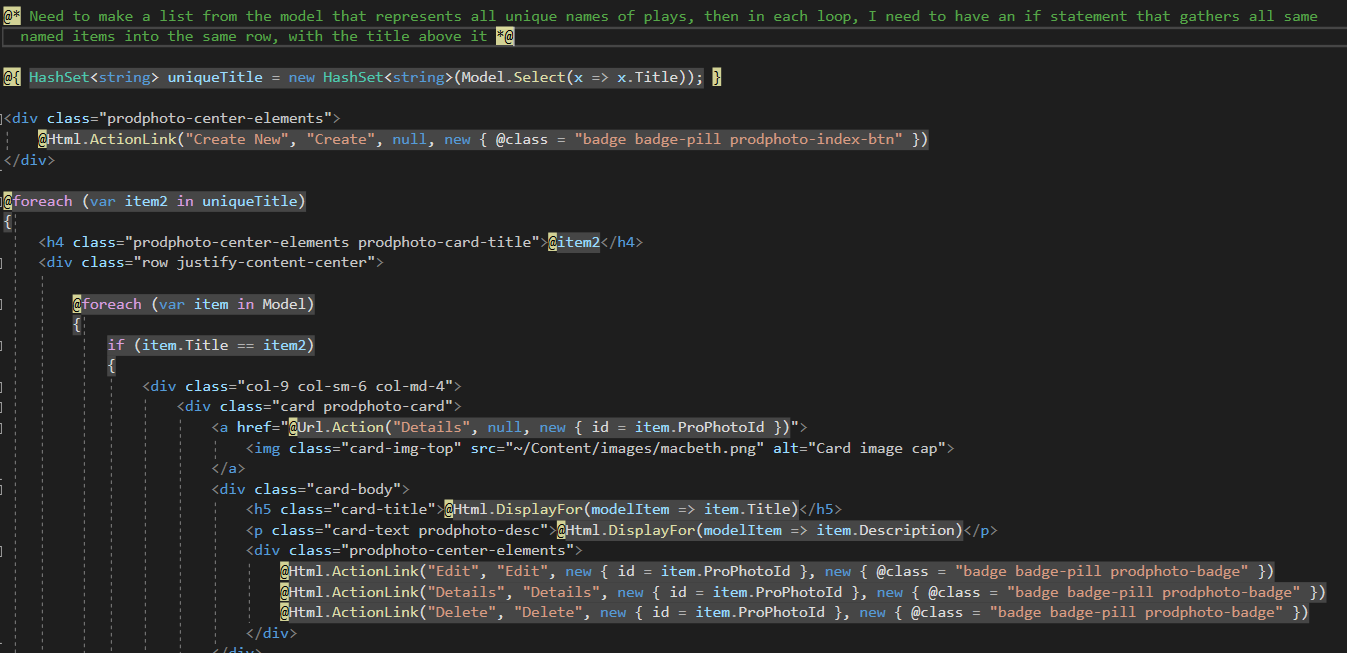 @* Need to make a list from the model that represents all unique names of plays, then in each loop, I need to have an if statement that gathers all same
named items into the same row, with the title above it *@
@{ HashSet<string> uniqueTitle = new HashSet<string>(Model.Select(x => x.Title)); }
<div class="prodphoto-center-elements">
@Html.ActionLink("Create New", "Create", null, new { @class = "badge badge-pill prodphoto-index-btn" })
</div>
@foreach (var item2 in uniqueTitle)
{
<h4 class="prodphoto-center-elements prodphoto-card-title">@item2</h4>
<div class="row justify-content-center">
@foreach (var item in Model)
{
if (item.Title == item2)
{
<div class="col-9 col-sm-6 col-md-4">
<div class="card prodphoto-card">
<a href="@Url.Action("Details", null, new { id = item.ProPhotoId })">
<img class="card-img-top" src="~/Content/images/macbeth.png" alt="Card image cap">
</a>
<div class="card-body">
<h5 class="card-title">@Html.DisplayFor(modelItem => item.Title)</h5>
<p class="card-text prodphoto-desc">@Html.DisplayFor(modelItem => item.Description)</p>
<div class="prodphoto-center-elements">
@Html.ActionLink("Edit", "Edit", new { id = item.ProPhotoId }, new { @class = "badge badge-pill prodphoto-badge" })
@Html.ActionLink("Details", "Details", new { id = item.ProPhotoId }, new { @class = "badge badge-pill prodphoto-badge" })
@Html.ActionLink("Delete", "Delete", new { id = item.ProPhotoId }, new { @class = "badge badge-pill prodphoto-badge" })
</div>
</div>